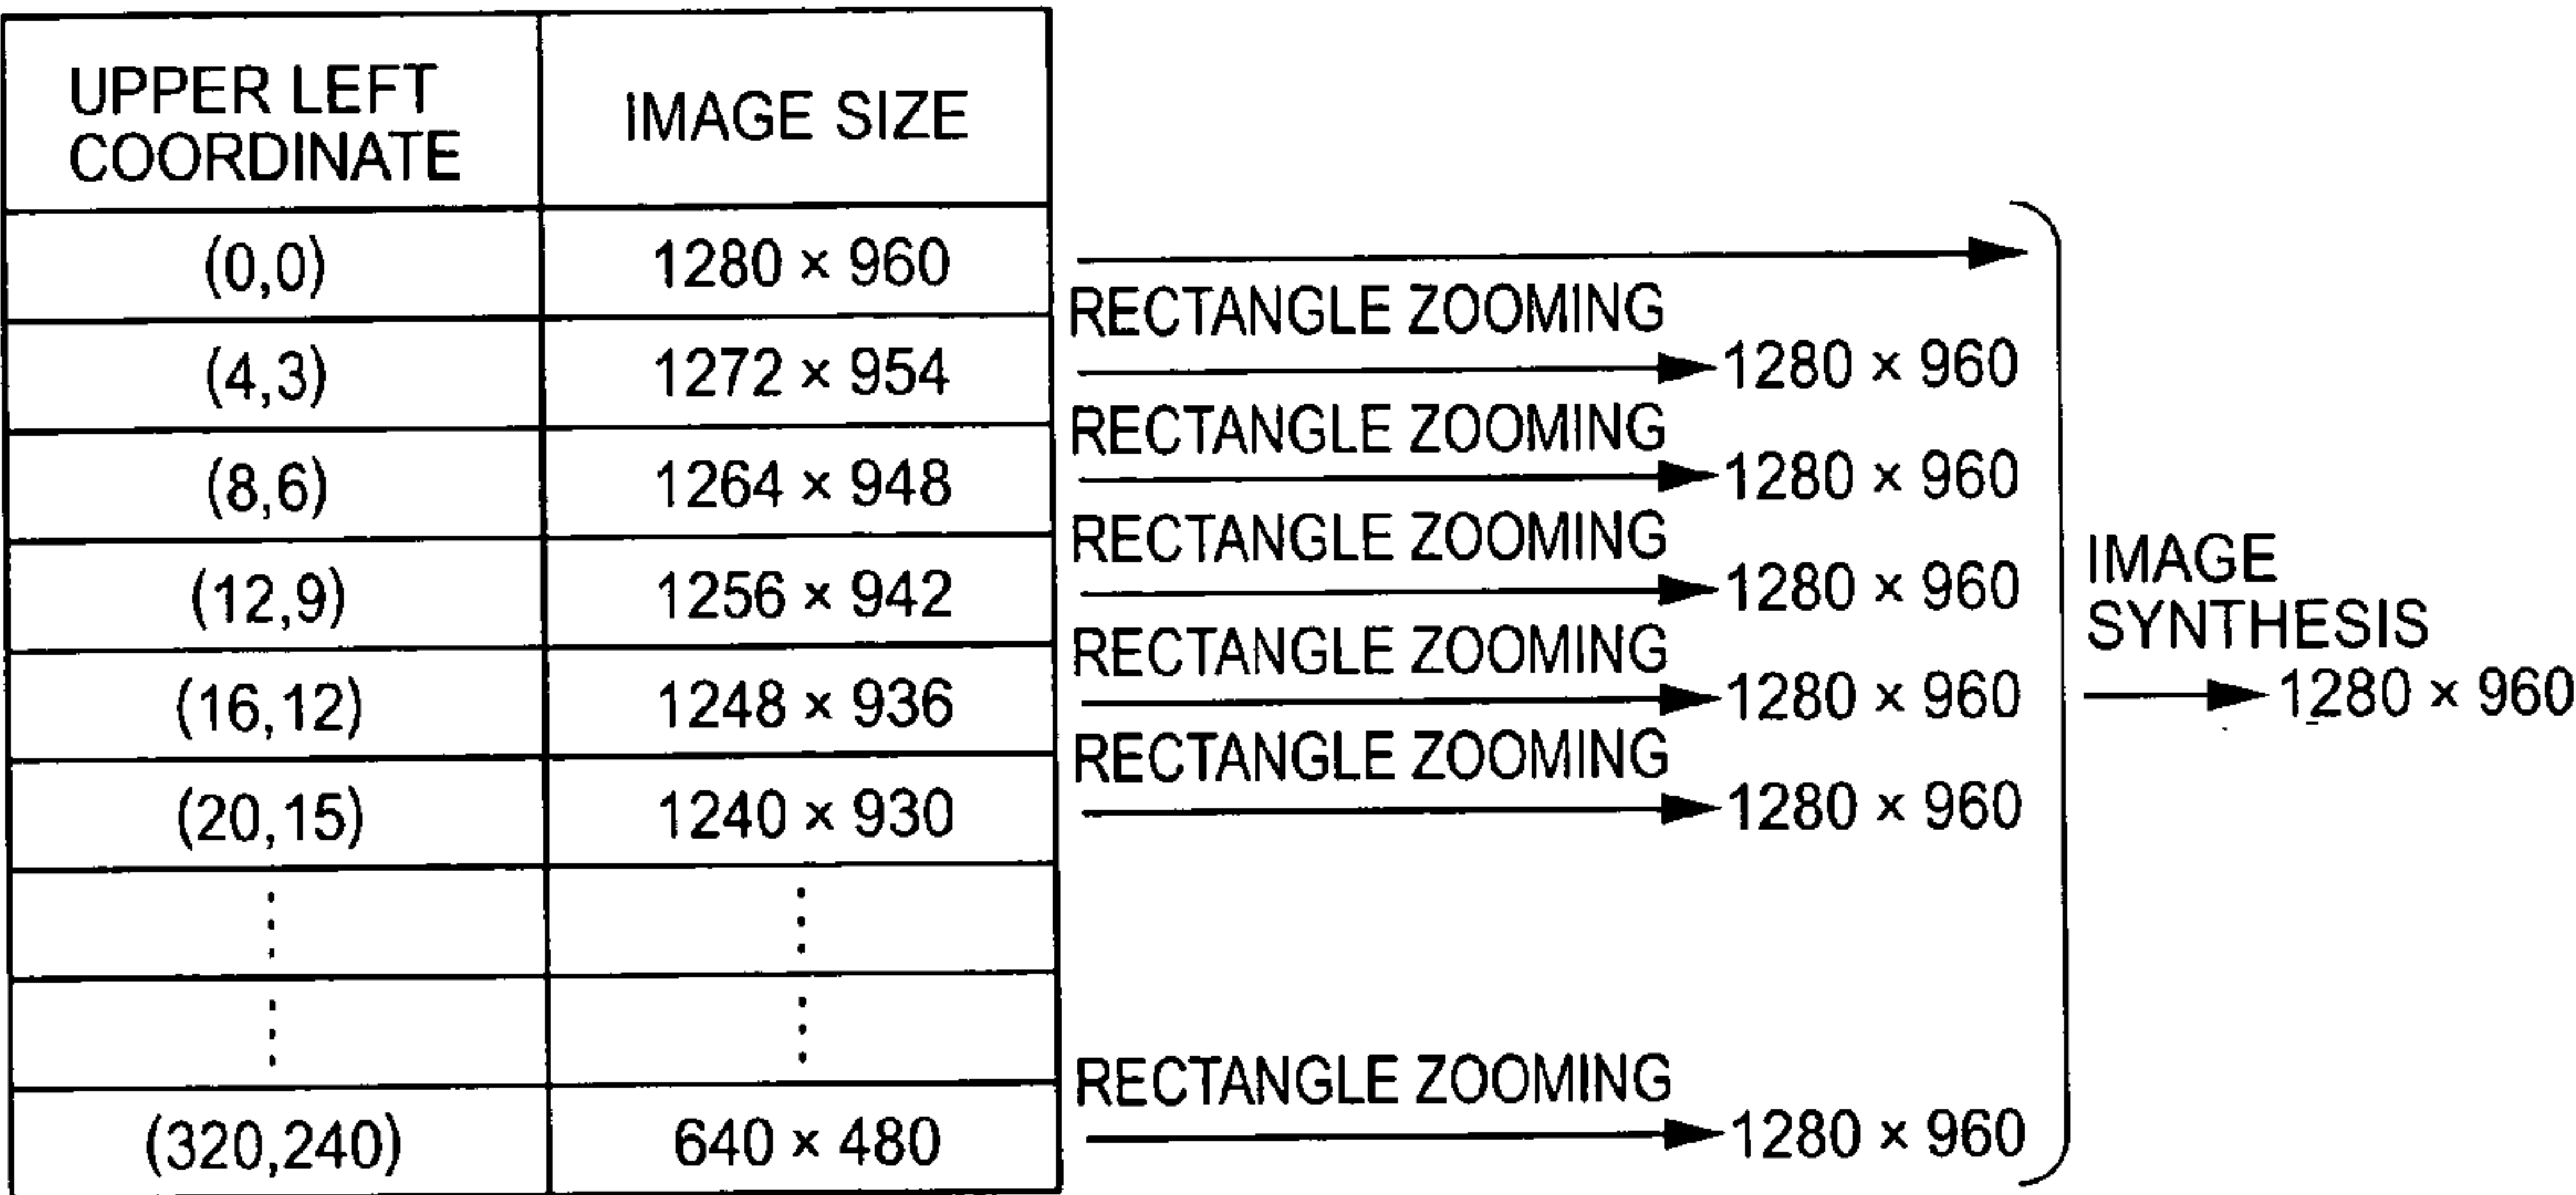 UPPER LEFT
COORDINATE
IMAGE SIZE
(0,0)
1280 × 960
RECTANGLE ZOOMING
(4,3)
1272 × 954
1280 × 960
RECTANGLE ZOOMING
(8,6)
1264 × 948
1280 × 960
RECTANGLE ZOOMING
(12,9)
1256 × 942
1280 × 960
RECTANGLE ZOOMING
(16,12)
1248 × 936
1280 × 960
RECTANGLE ZOOMING
(20,15)
1240 × 930
1280 × 960
RECTANGLE ZOOMING
(320,240)
640 × 480
1280 × 960
IMAGE
SYNTHESIS
1280 × 960